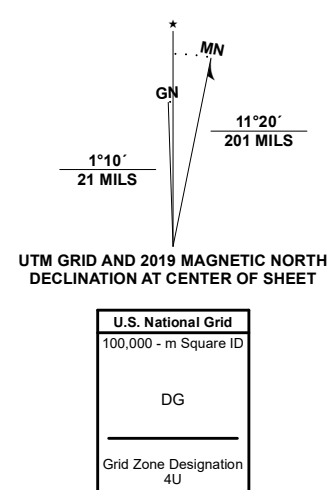 ★
MN
GN
11°20´
201 MILS
1°10´
21 MILS
UTM GRID AND 2019 MAGNETIC NORTH
DECLINATION AT CENTER OF SHEET
U.S. National Grid
100,000 - m Square ID
DG
Grid Zone Designation
4U